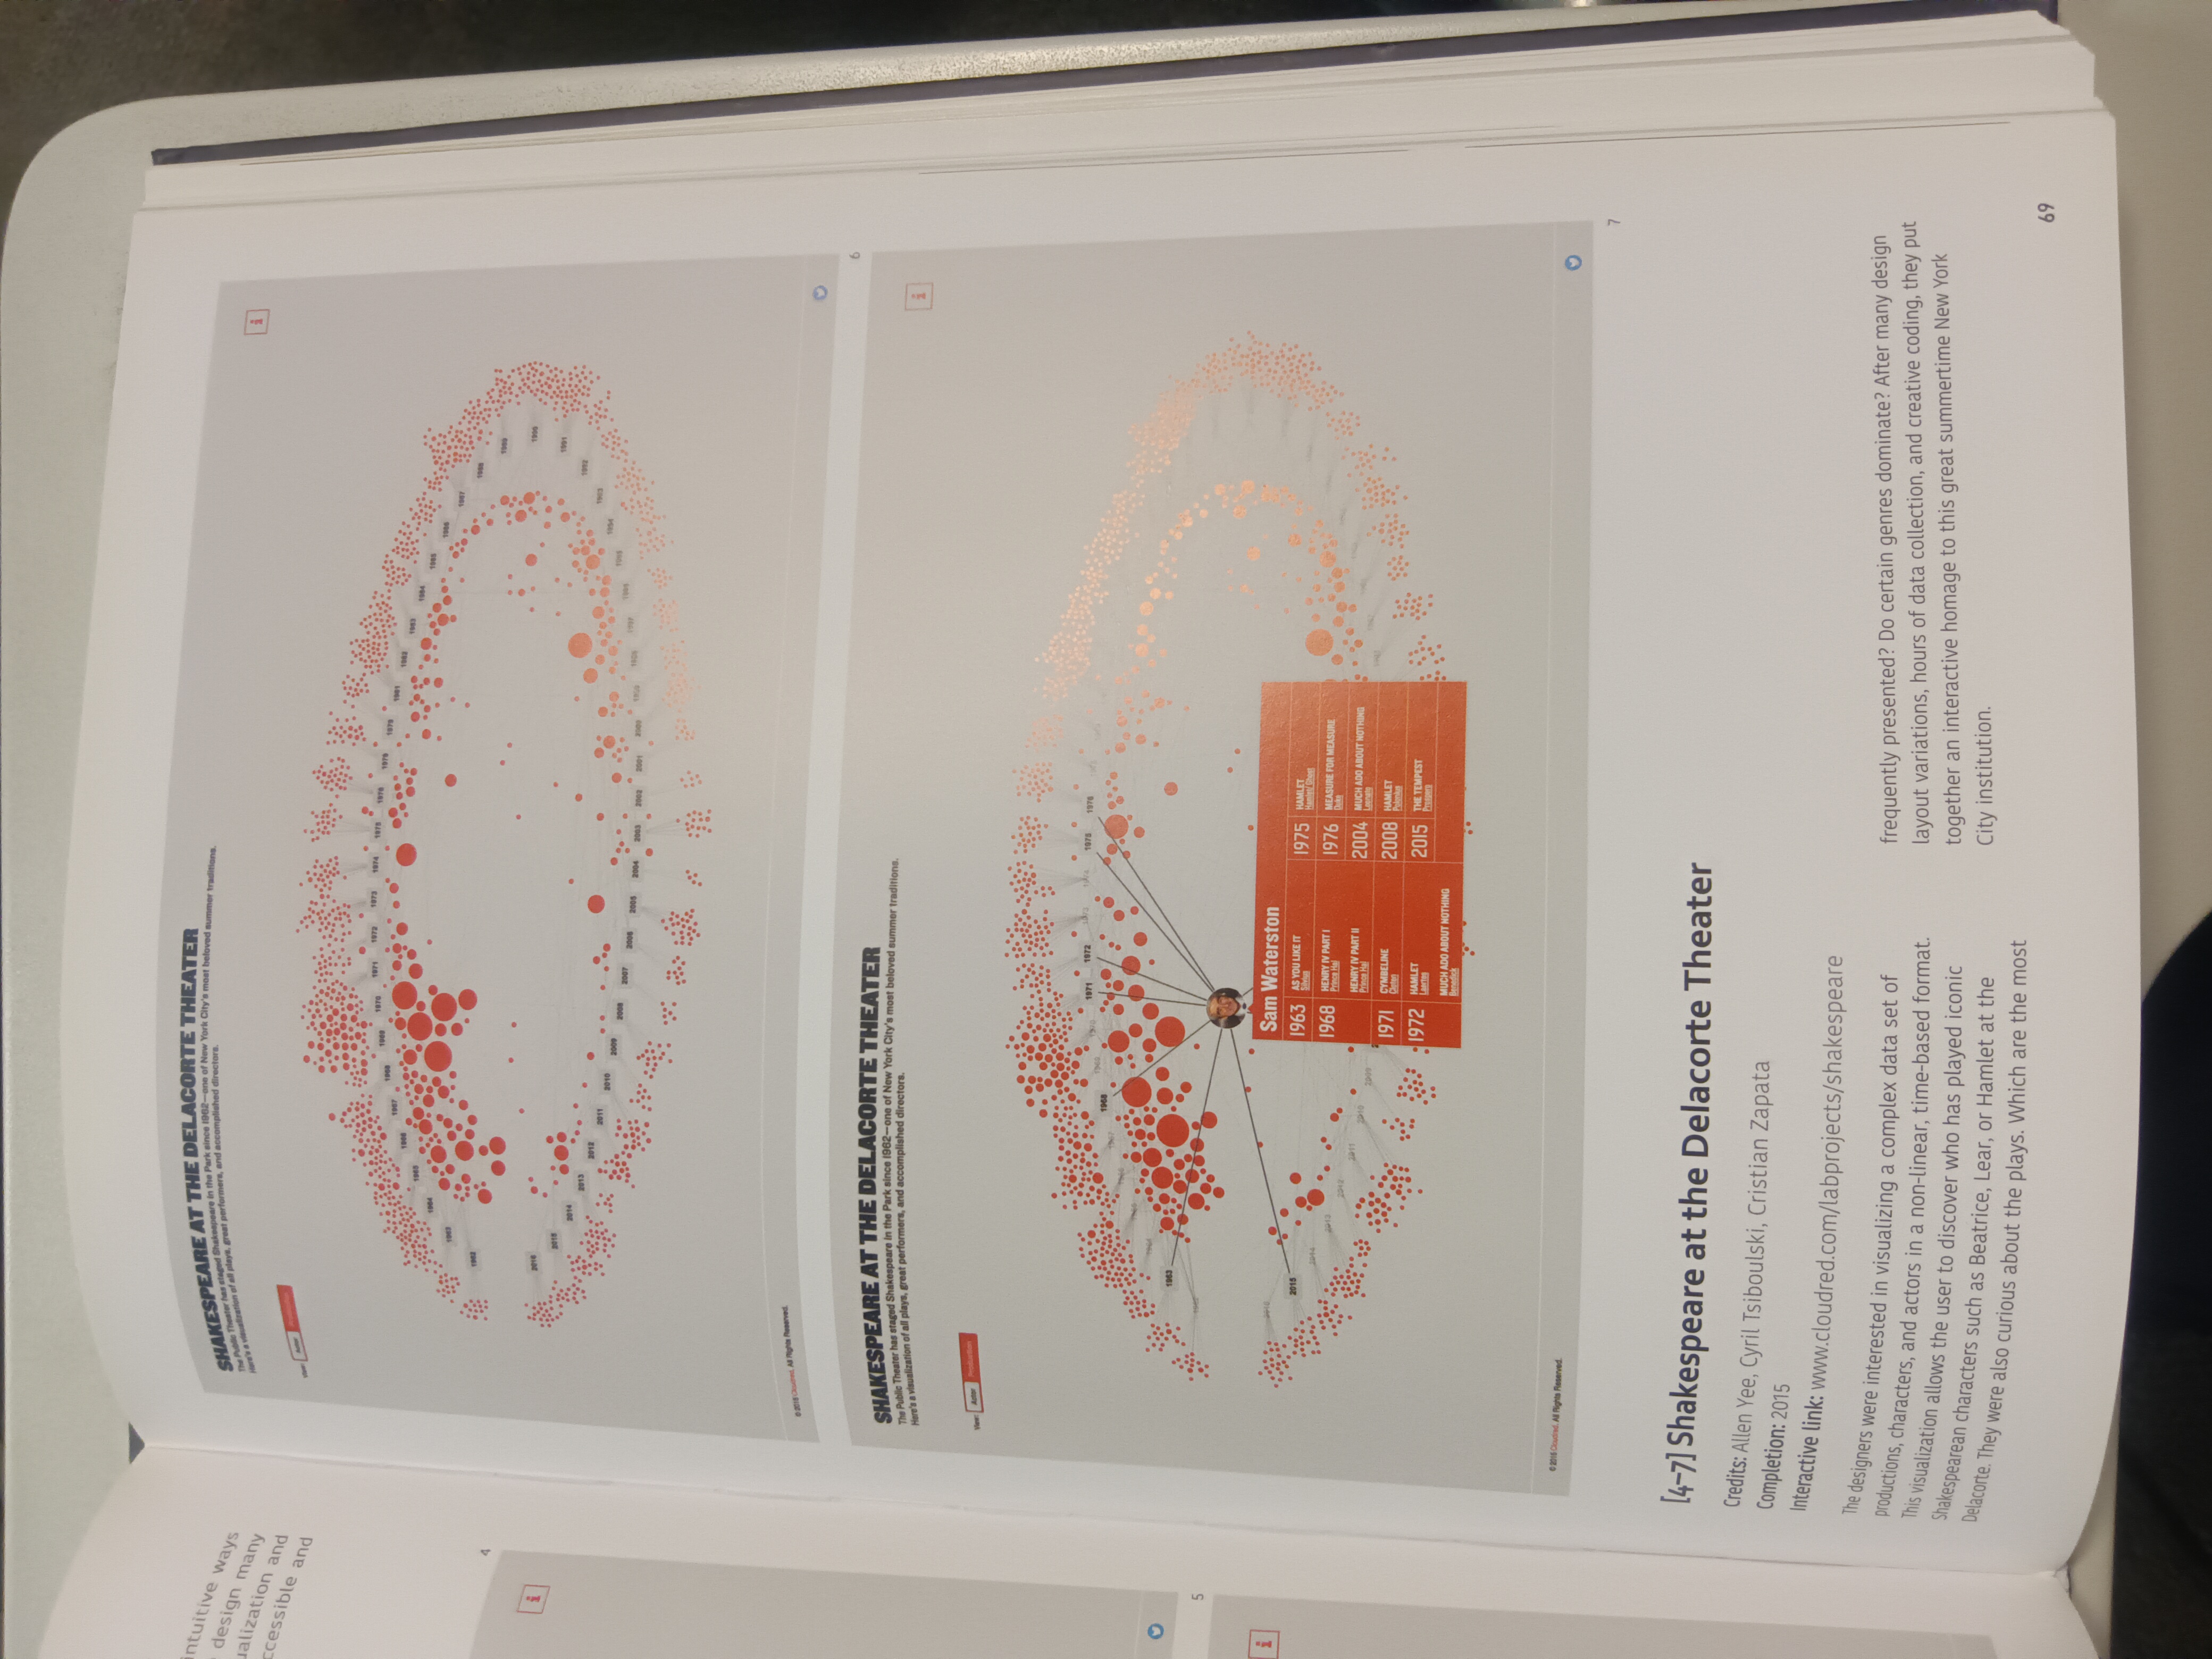 intuitive ways
design many
ualization and
ccessible and
4
i
5
i
SHAKESPEARE AT THE DELACORTE THEATER
The Public Theater has staged Shakespeare in the Park since 1962—one of New York City's most beloved summer traditions.
Here's a visualization of all plays, great performers, and accomplished directors.
i
View: Actor Production
1962
1963
1964
1965
1966
1967
1968
1969
1970
1971
1972
1973
1974
1975
1976
1981
1982
1983
1984
1985
1986
1987
1988
1989
1990
1991
1992
1993
1994
1997
2000
2001
2002
2003
2004
2005
2006
2007
2008
2009
2010
2011
2012
2013
2014
2015
2016
© 2015 Cloudred. All Rights Reserved.
6
SHAKESPEARE AT THE DELACORTE THEATER
The Public Theater has staged Shakespeare in the Park since 1962—one of New York City's most beloved summer traditions.
Here's a visualization of all plays, great performers, and accomplished directors.
i
View: Actor Production
1963
1967
1968
1969
1970
1971
1972
1973
1974
1975
1976
2015
2014
2013
2012
2011
2010
2009
Sam Waterston
1963 AS YOU LIKE IT
Silvius
1968 HENRY IV PART I
Prince Hal
HENRY IV PART II
Prince Hal
1971 CYMBELINE
Cloten
1972 HAMLET
Laertes
MUCH ADO ABOUT NOTHING
Benedick
1975 HAMLET
Hamlet/Ghost
1976 MEASURE FOR MEASURE
Duke
2004 MUCH ADO ABOUT NOTHING
Leonato
2008 HAMLET
Polonius
2015 THE TEMPEST
Prospero
© 2015 Cloudred. All Rights Reserved.
7
[4–7] Shakespeare at the Delacorte Theater
Credits: Allen Yee, Cyril Tsiboulski, Cristian Zapata
Completion: 2015
Interactive link: www.cloudred.com/labprojects/shakespeare
The designers were interested in visualizing a complex data set of
productions, characters, and actors in a non-linear, time-based format.
This visualization allows the user to discover who has played iconic
Shakespearean characters such as Beatrice, Lear, or Hamlet at the
Delacorte. They were also curious about the plays. Which are the most
frequently presented? Do certain genres dominate? After many design
layout variations, hours of data collection, and creative coding, they put
together an interactive homage to this great summertime New York
City institution.
69